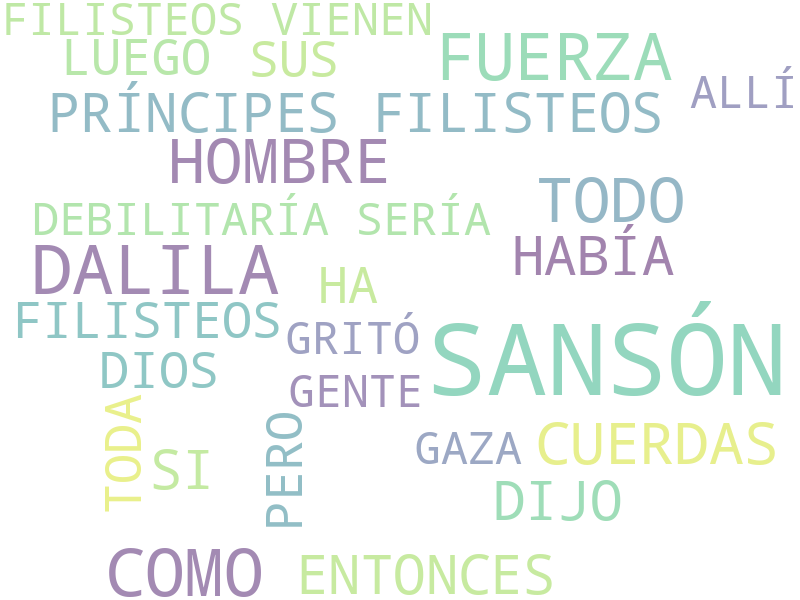 FILISTEOS VIENEN
LUEGO
SUS
FUERZA
ALLÍ
PRÍNCIPES FILISTEOS
HOMBRE
TODO
DEBILITARÍA SERÍA
HABÍA
DALILA
HA
FILISTEOS
GRITÓ
SANSÓN
DIOS
GENTE
TODA
PERO
GAZA
CUERDAS
SI
DIJO
COMO
ENTONCES